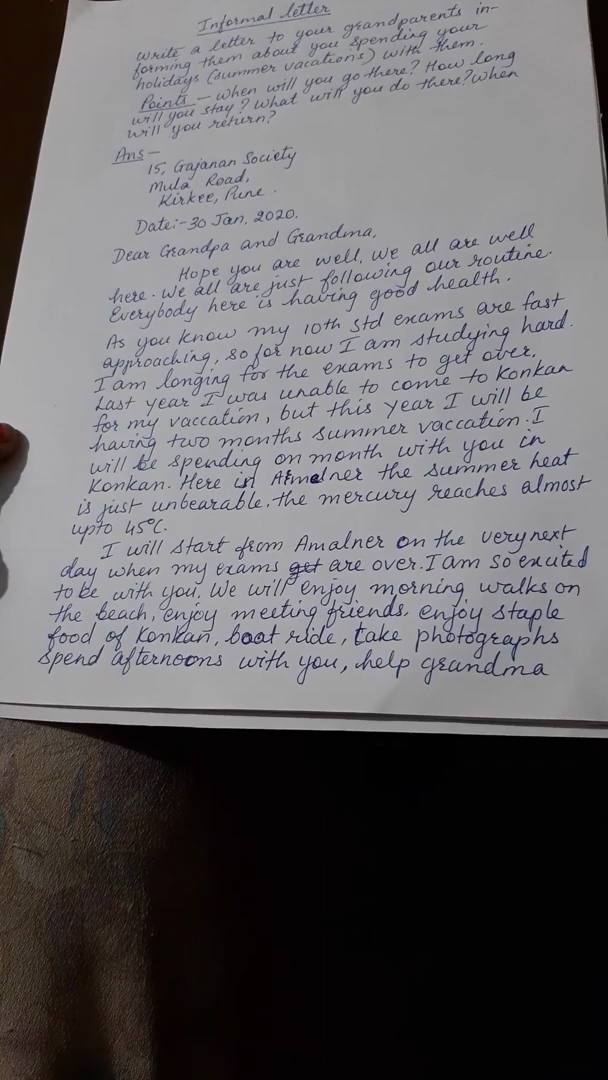 Informal letter
Write a letter to your grandparents in-
forming them about you spending your
holidays (summer vacations) with them.
Points - When will you go there? How long
will you stay? What will you do there? When
will you return?
Ans -
15, Gajanan Society
Mula Road,
Kirkee, Pune.
Date:- 30 Jan, 2020.
Dear Grandpa and Grandma,
Hope you are well, we all are well
here. We all are just following our routine.
Everybody here is having good health.
As you know my 10th std exams are fast
approaching, so for now I am studying hard.
I am longing for the exams to get over.
Last year I was unable to come to Konkan
for my vaccation, but this year I will be
having two months summer vaccation. I
will be spending on month with you in
Konkan. Here in Amalner the summer heat
is just unbearable, the mercury reaches almost
upto 45°C.
I will start from Amalner on the very next
day when my exams get are over. I am so excited
to be with you. We will enjoy morning walks on
the beach, enjoy meeting friends, enjoy staple
food of Konkan, boat ride, take photographs
spend afternoons with you, help grandma